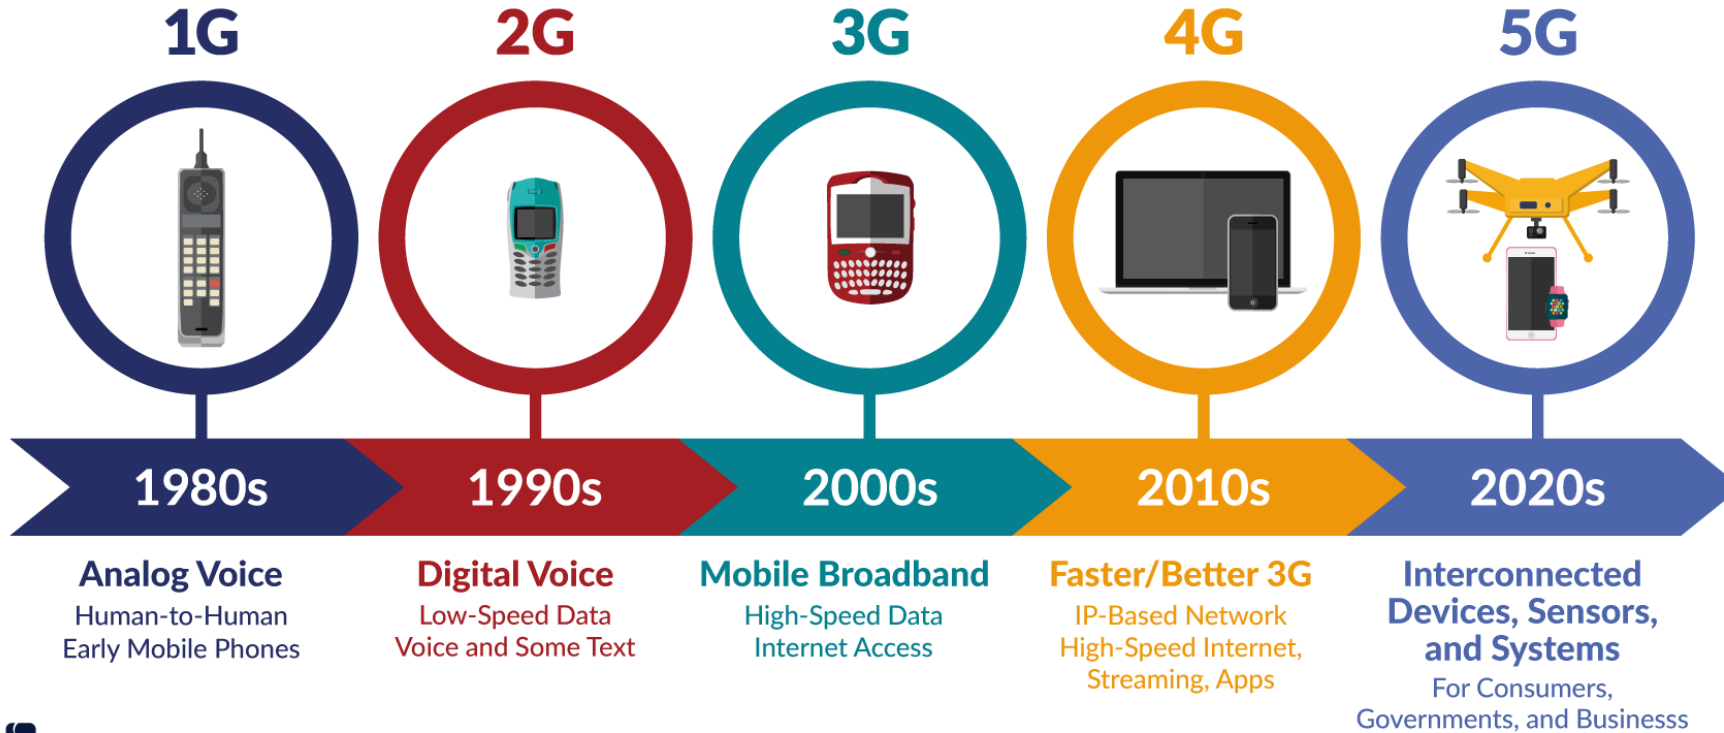 1G
2G
3G
4G
5G
1980s
1990s
2000s
2010s
2020s
Analog Voice
Human-to-Human
Early Mobile Phones
Digital Voice
Low-Speed Data
Voice and Some Text
Mobile Broadband
High-Speed Data
Internet Access
Faster/Better 3G
IP-Based Network
High-Speed Internet,
Streaming, Apps
Interconnected
Devices, Sensors,
and Systems
For Consumers,
Governments, and Businesss